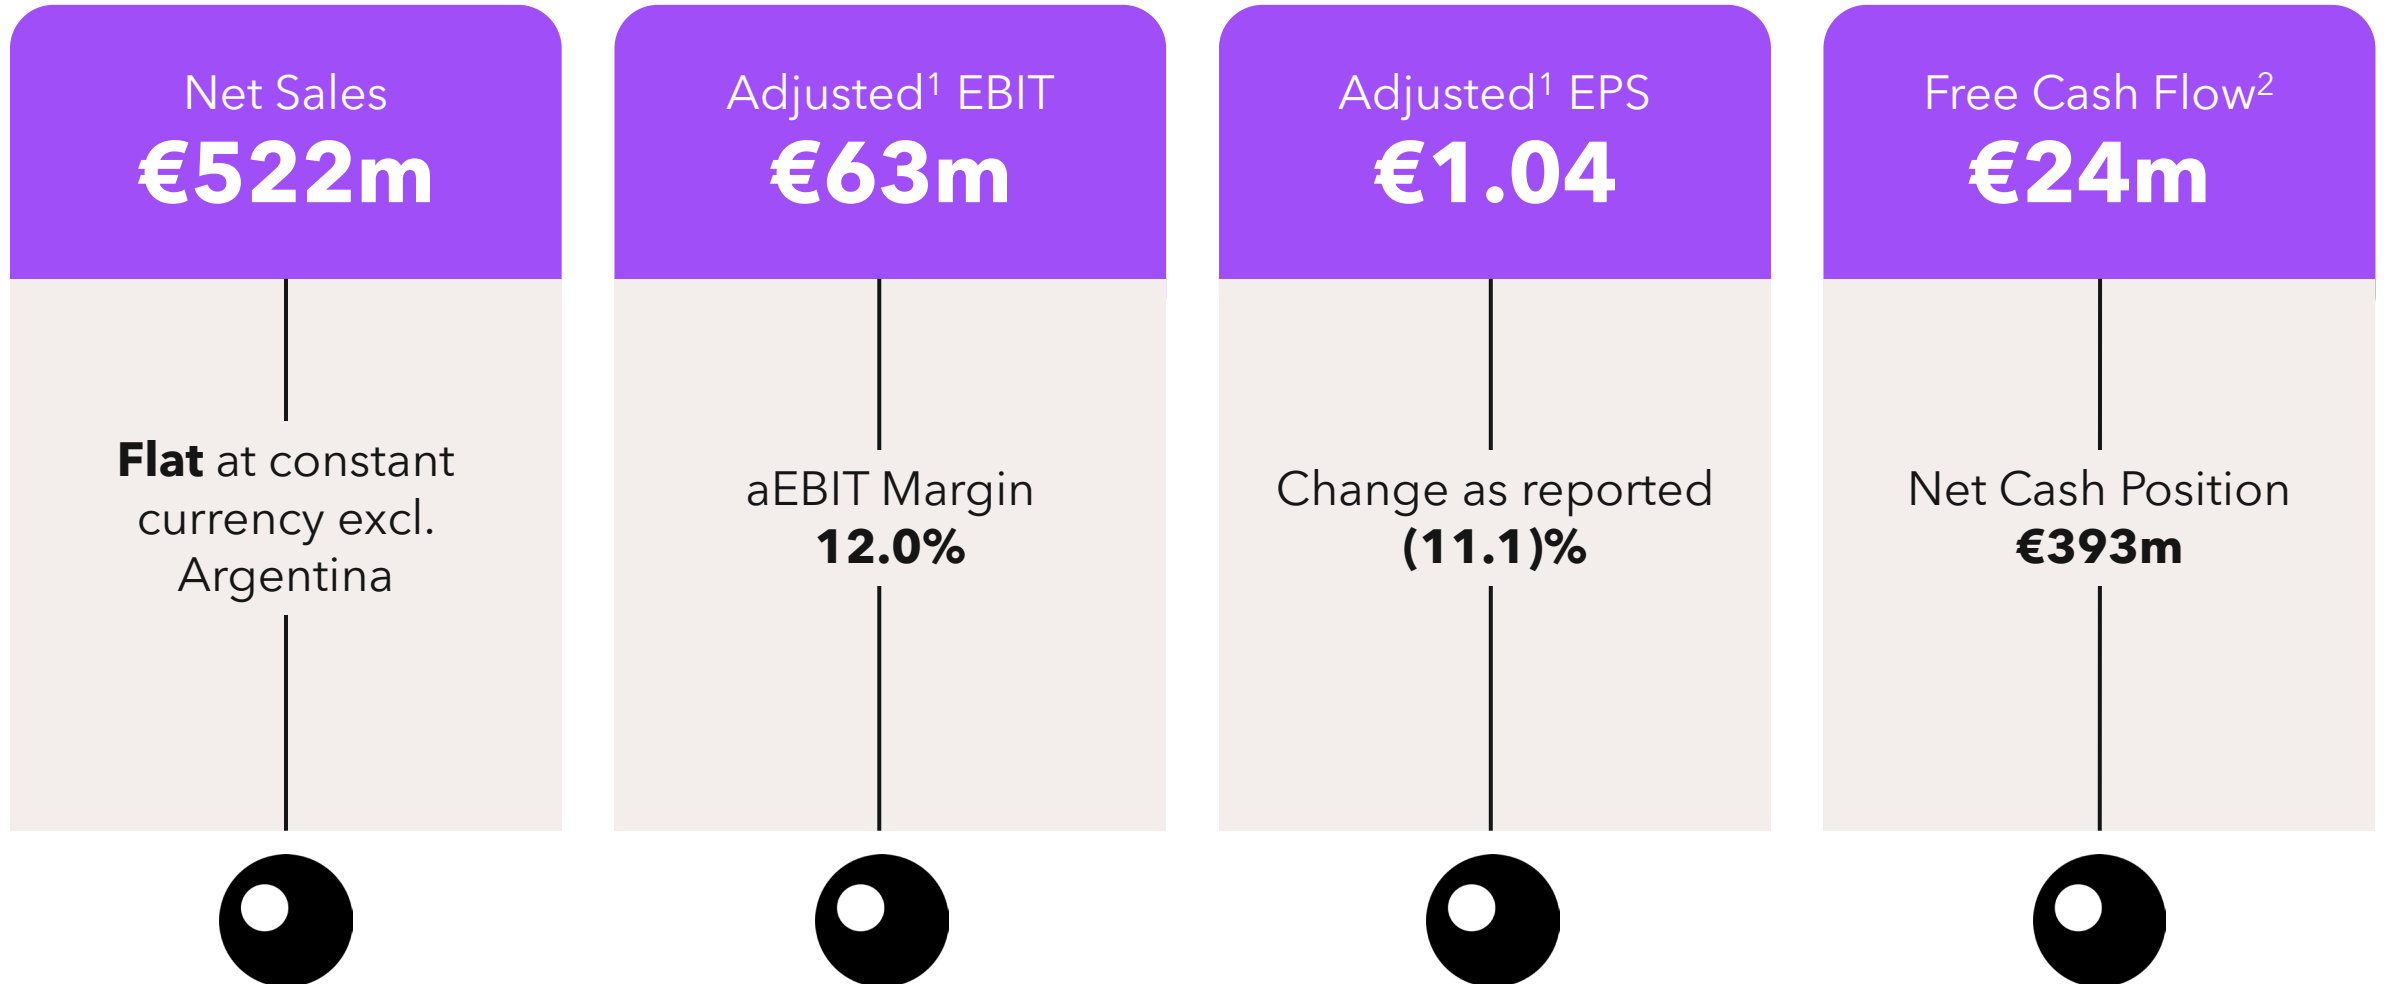 Net Sales
€522m
Flat at constant
currency excl.
Argentina
Adjusted¹ EBIT
€63m
aEBIT Margin
12.0%
Adjusted¹ EPS
€1.04
Change as reported
(11.1)%
Free Cash Flow²
€24m
Net Cash Position
€393m